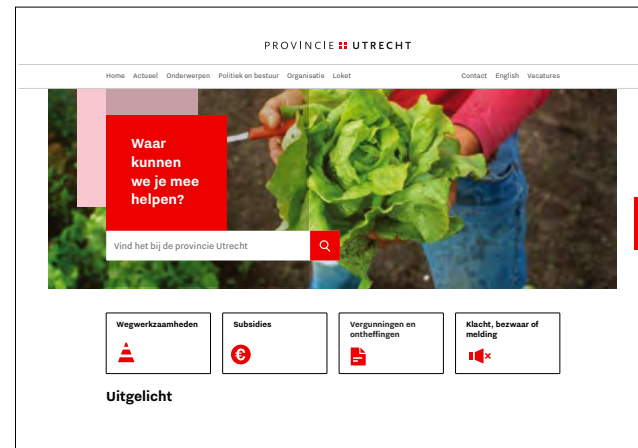 PROVINCIE UTRECHT
Home Actueel Onderwerpen Politiek en bestuur Organisatie Loket Contact English Vacatures
Waar
kunnen
we je mee
helpen?
Vind het bij de provincie Utrecht
Wegwerkzaamheden
Subsidies
Vergunningen en
ontheffingen
Klacht, bezwaar of
melding
Uitgelicht